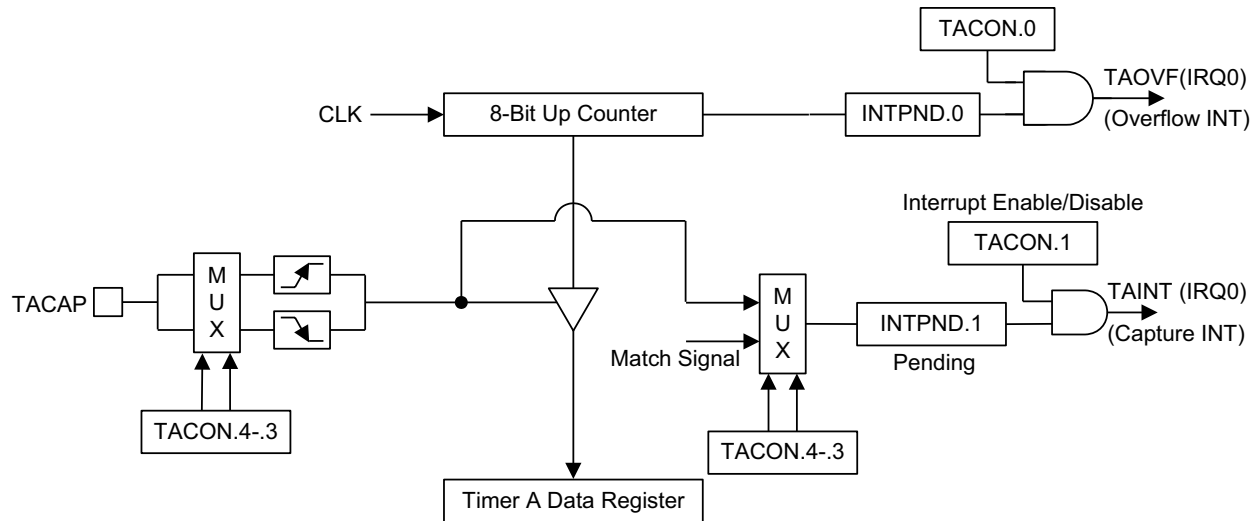 TACON.0
TAOVF(IRQ0)
(Overflow INT)
CLK
8-Bit Up Counter
INTPND.0
Interrupt Enable/Disable
TACON.1
TACAP
M
U
X
M
U
X
TAINT (IRQ0)
(Capture INT)
INTPND.1
Pending
Match Signal
TACON.4-.3
TACON.4-.3
Timer A Data Register